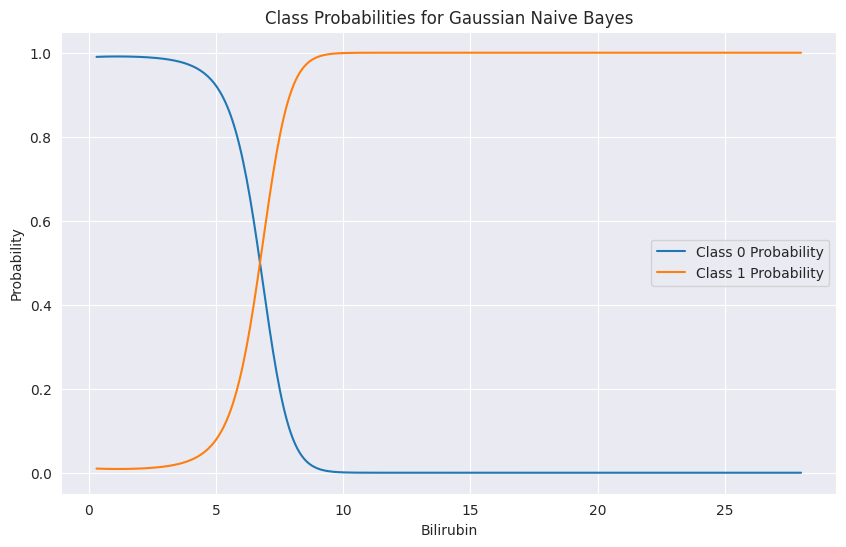 Class Probabilities for Gaussian Naive Bayes
1.0
0.8
0.6
0.4
0.2
0.0
Probability
Class 0 Probability
Class 1 Probability
0 5 10 15 20 25
Bilirubin